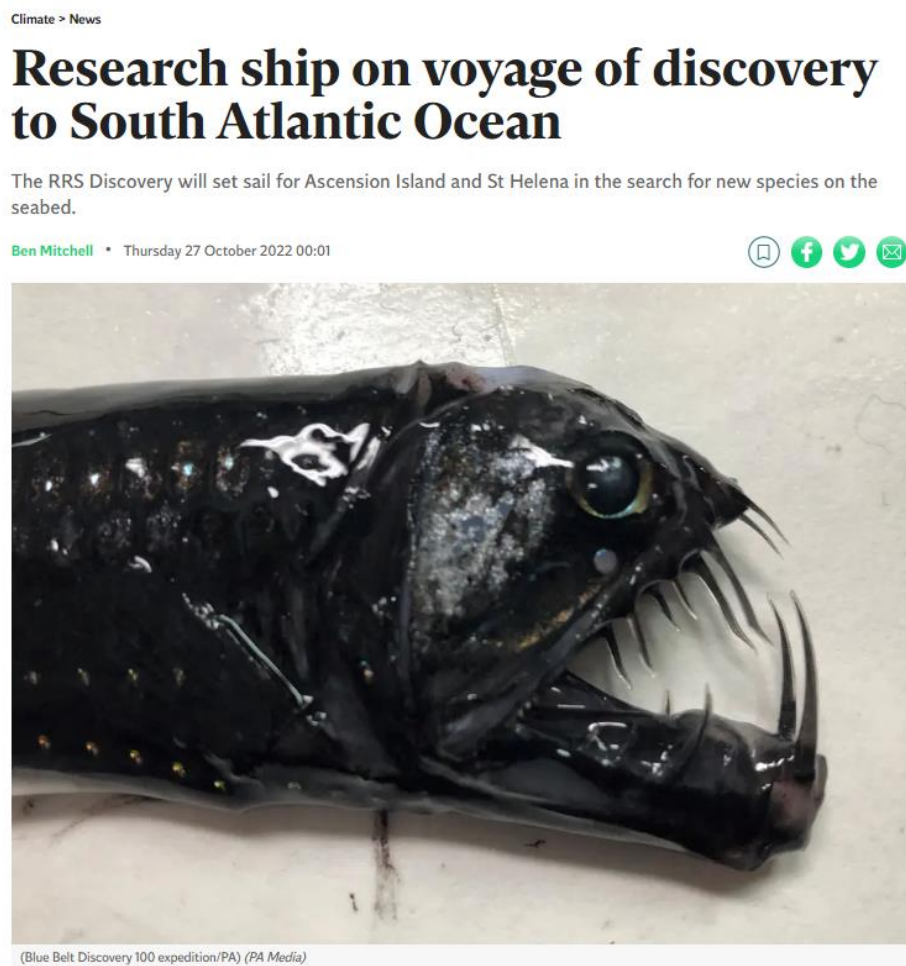 Climate > News
Research ship on voyage of discovery
to South Atlantic Ocean
The RRS Discovery will set sail for Ascension Island and St Helena in the search for new species on the
seabed.
Ben Mitchell • Thursday 27 October 2022 00:01
(Blue Belt Discovery 100 expedition/PA) (PA Media)